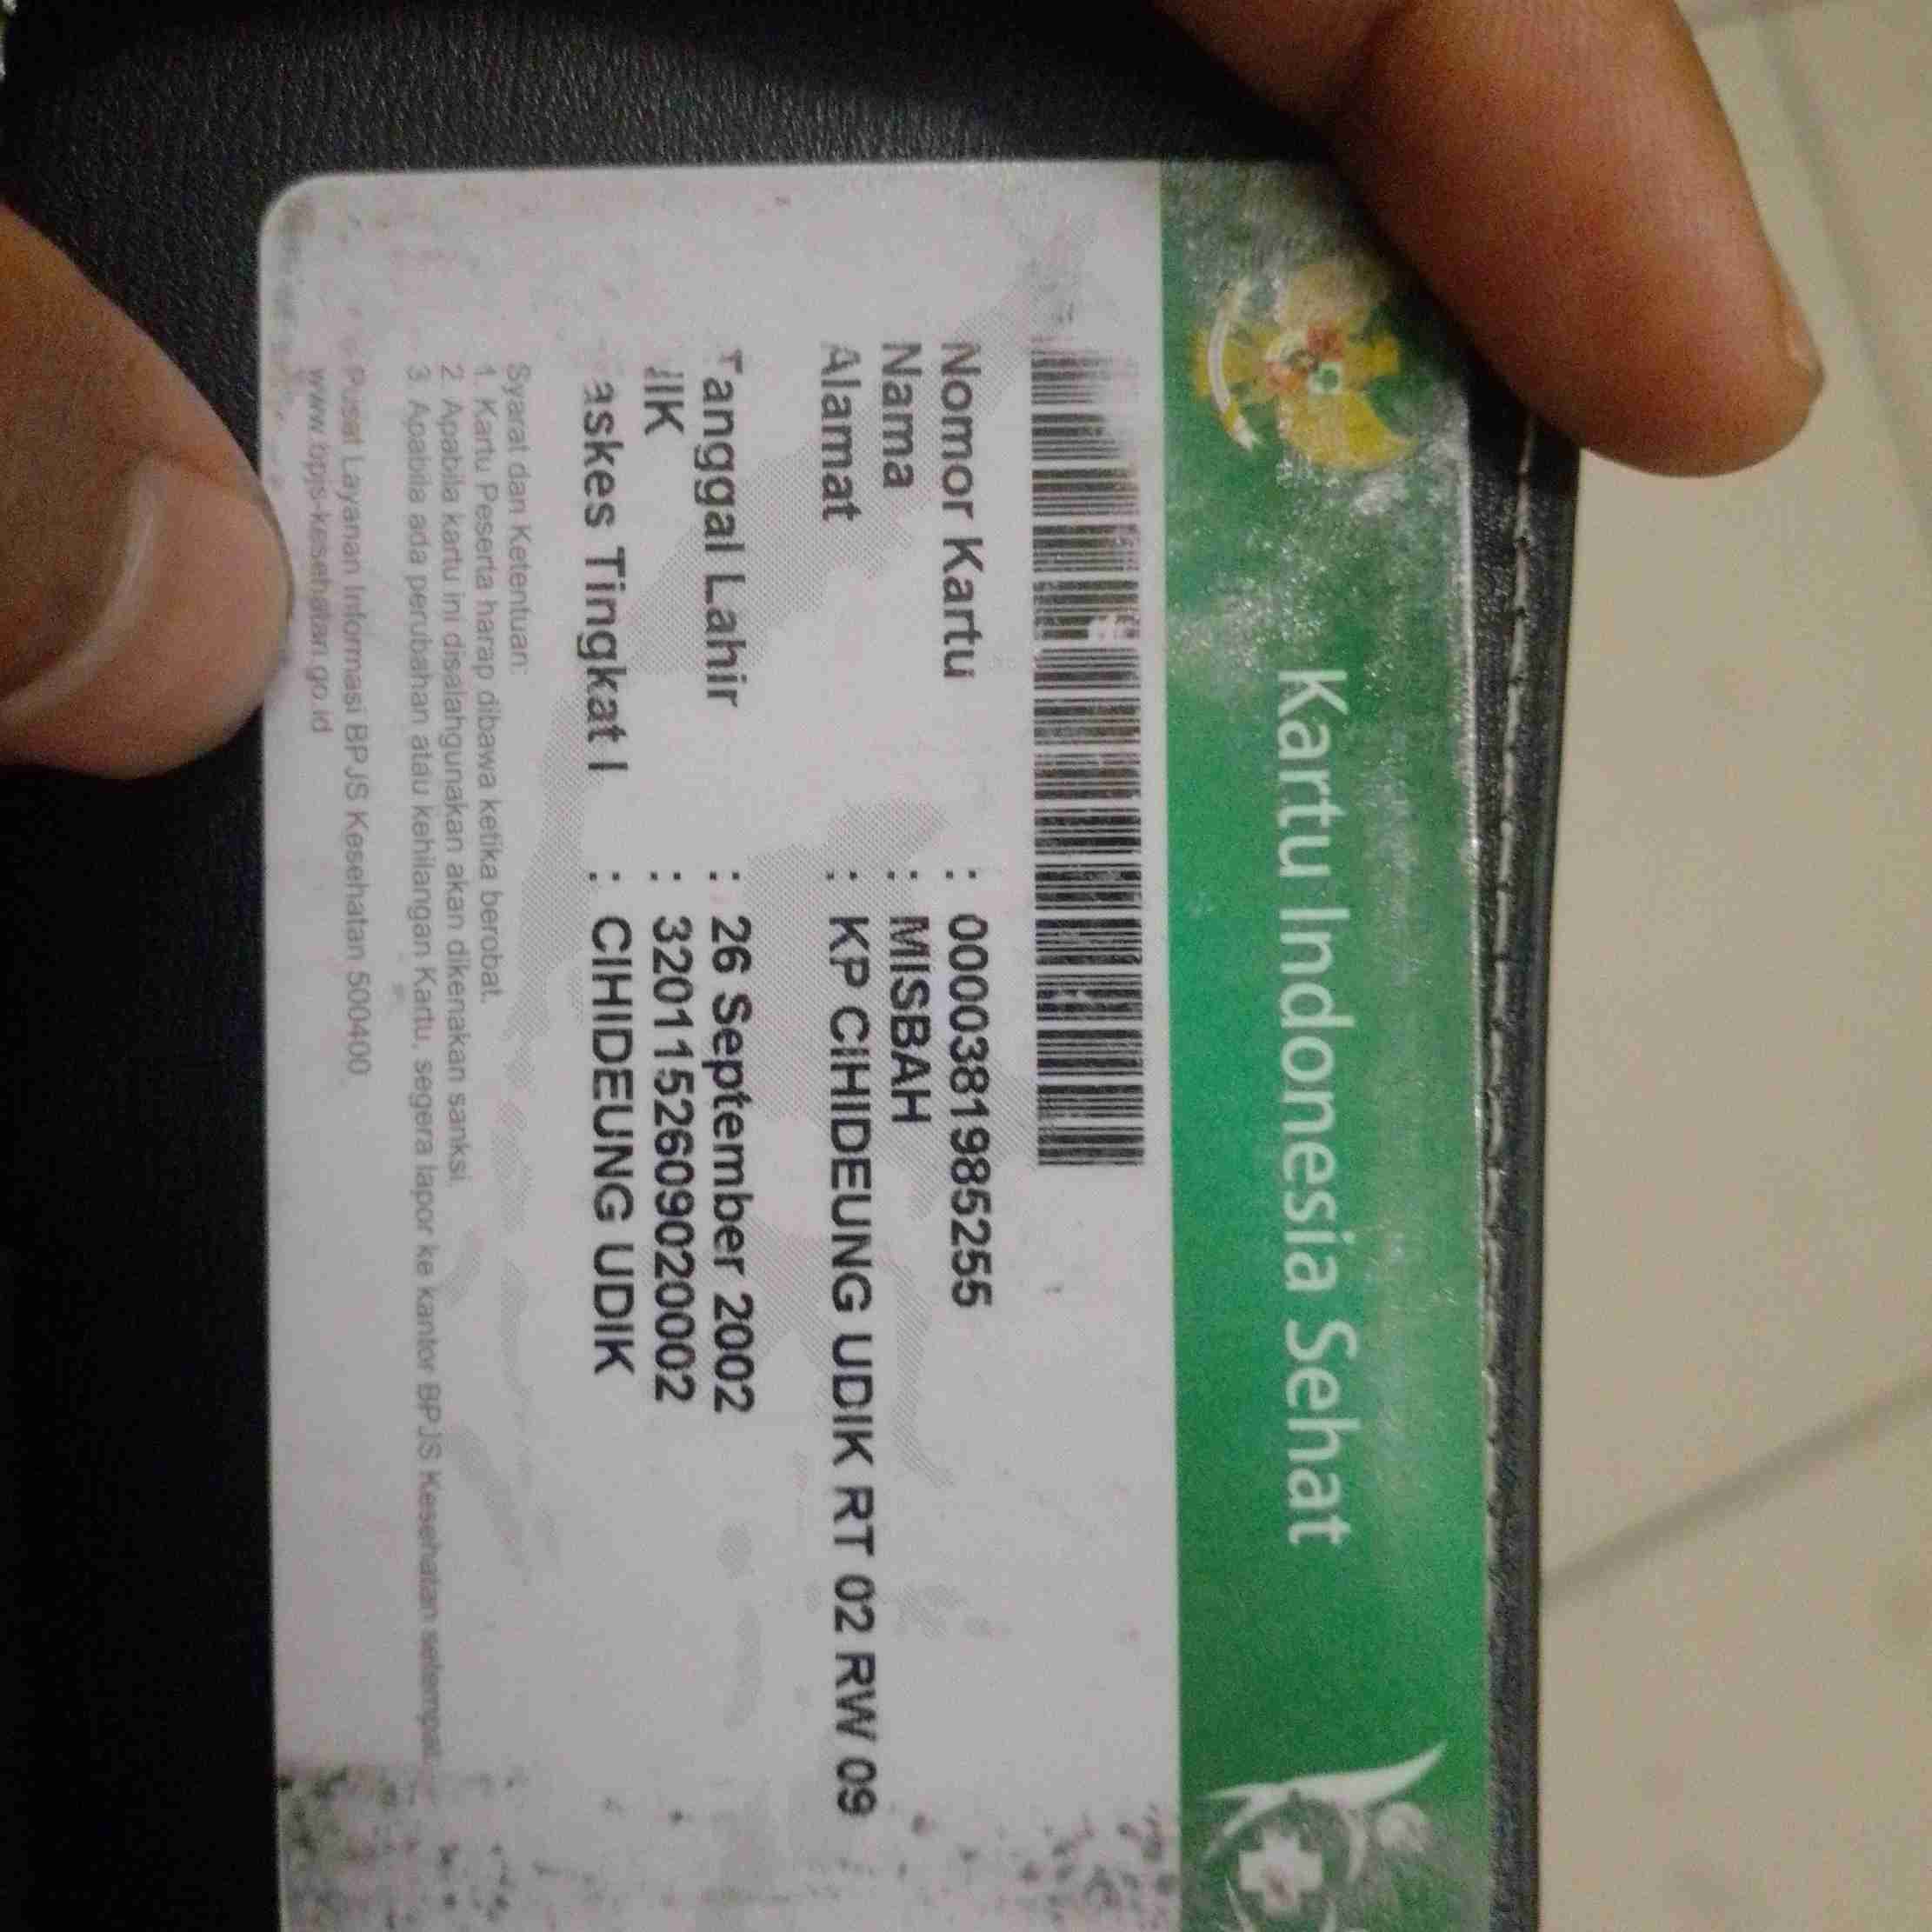 Kartu Indonesia Sehat
Nomor Kartu : 0000381985255
Nama : MISBAH
Alamat : KP CIHIDEUNG UDIK RT 02 RW 09
Tanggal Lahir : 26 September 2002
NIK : 3201152609020002
askes Tingkat I : CIHIDEUNG UDIK
Syarat dan Ketentuan:
1. Kartu Peserta harap dibawa ketika berobat.
2. Apabila kartu ini disalahgunakan akan dikenakan sanksi.
3. Apabila ada perubahan atau kehilangan Kartu, segera lapor ke kantor BPJS Kesehatan setempat.
Pusat Layanan Informasi BPJS Kesehatan 500400
www.bpjs-kesehatan.go.id